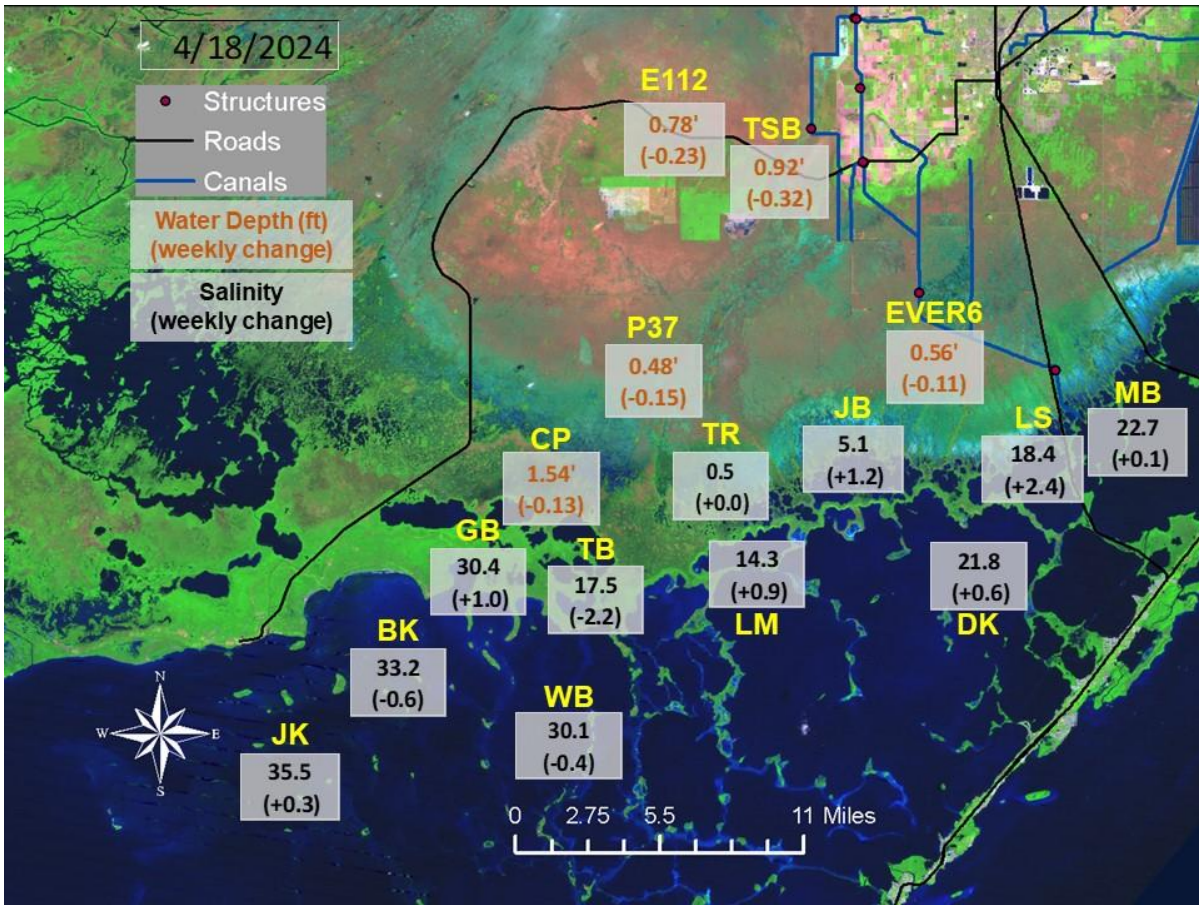 4/18/2024
Structures
Roads
Canals
Water Depth (ft)
(weekly change)
Salinity
(weekly change)
E112
0.78'
(-0.23)
TSB
0.92'
(-0.32)
P37
0.48'
(-0.15)
EVER6
0.56'
(-0.11)
MB
22.7
(+0.1)
CP
1.54'
(-0.13)
TR
0.5
(+0.0)
JB
5.1
(+1.2)
LS
18.4
(+2.4)
GB
30.4
(+1.0)
TB
17.5
(-2.2)
14.3
(+0.9)
LM
21.8
(+0.6)
DK
BK
33.2
(-0.6)
WB
30.1
(-0.4)
JK
35.5
(+0.3)
N
W E
S
0 2.75 5.5 11 Miles